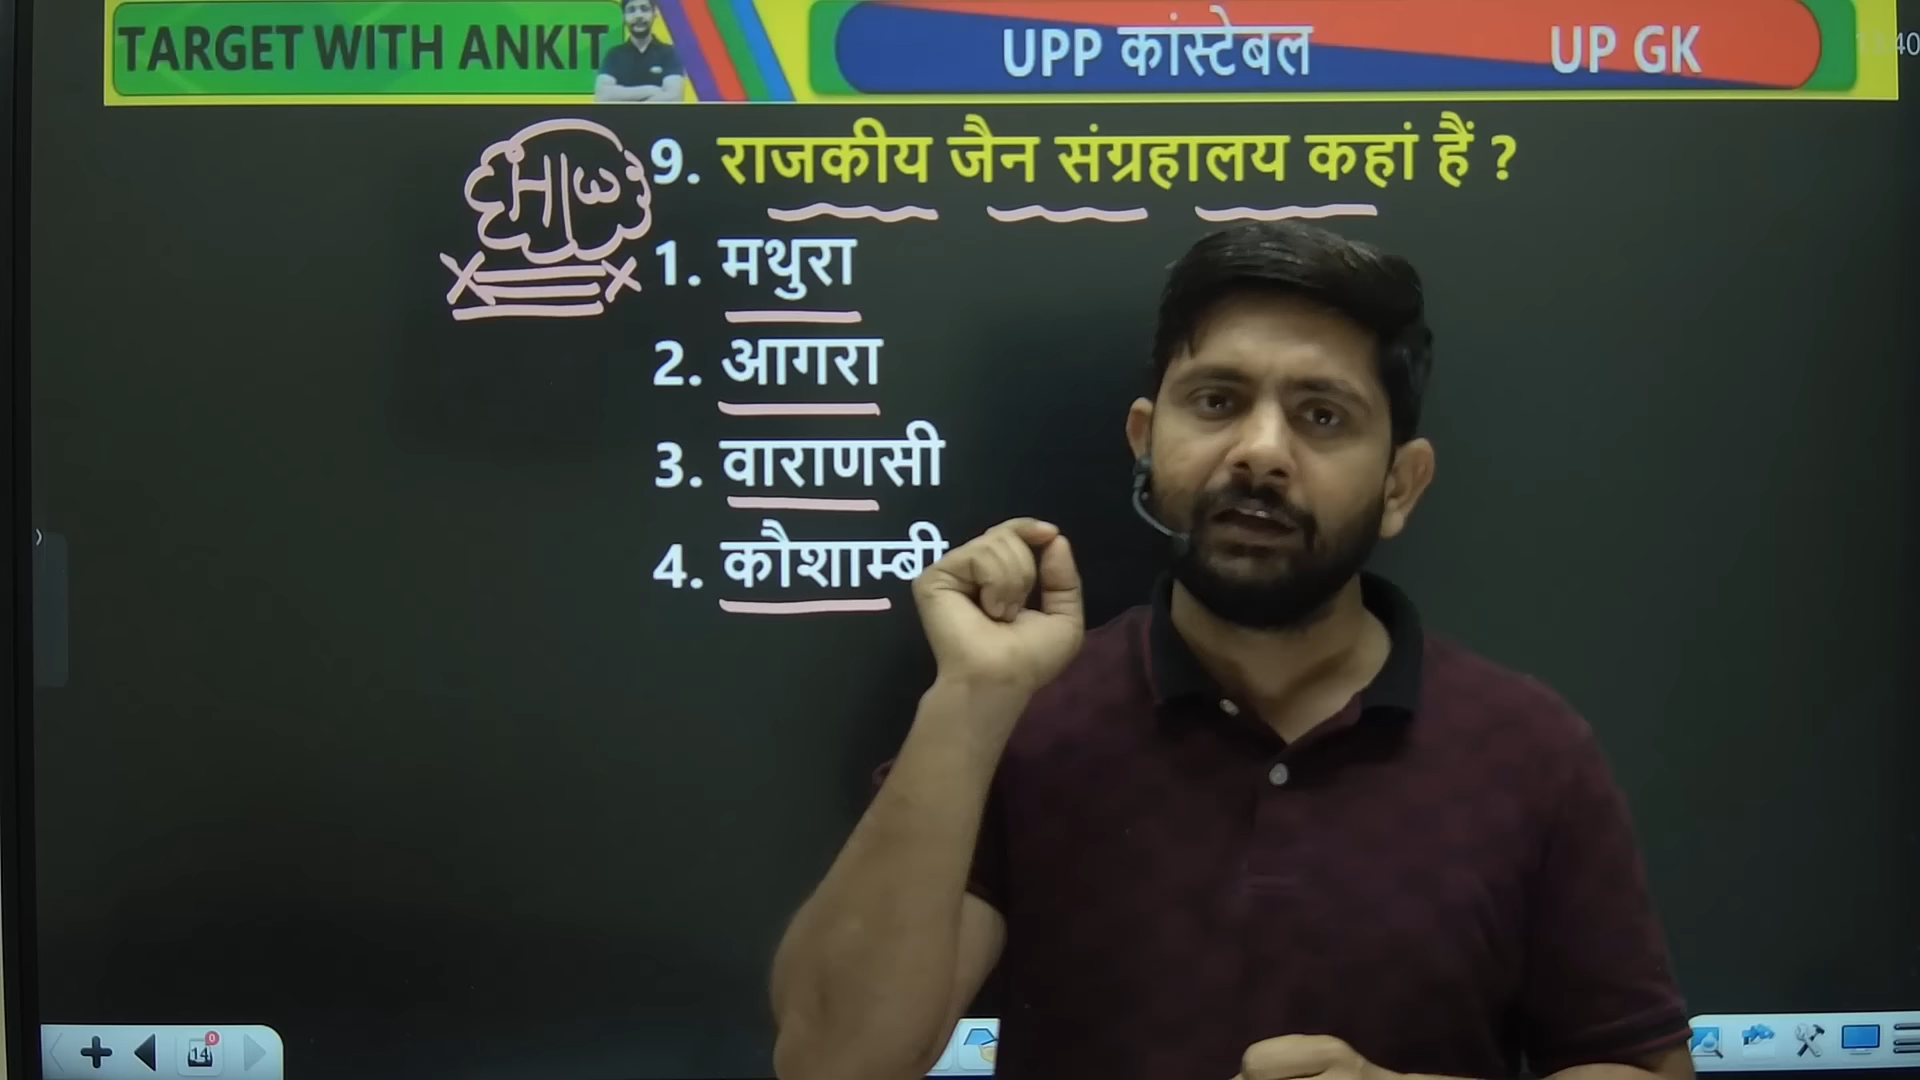 TARGET WITH ANKIT UPP कांस्टेबल UP GK
9. राजकीय जैन संग्रहालय कहां हैं ?
1. मथुरा
2. आगरा
3. वाराणसी
4. कौशाम्बी
14